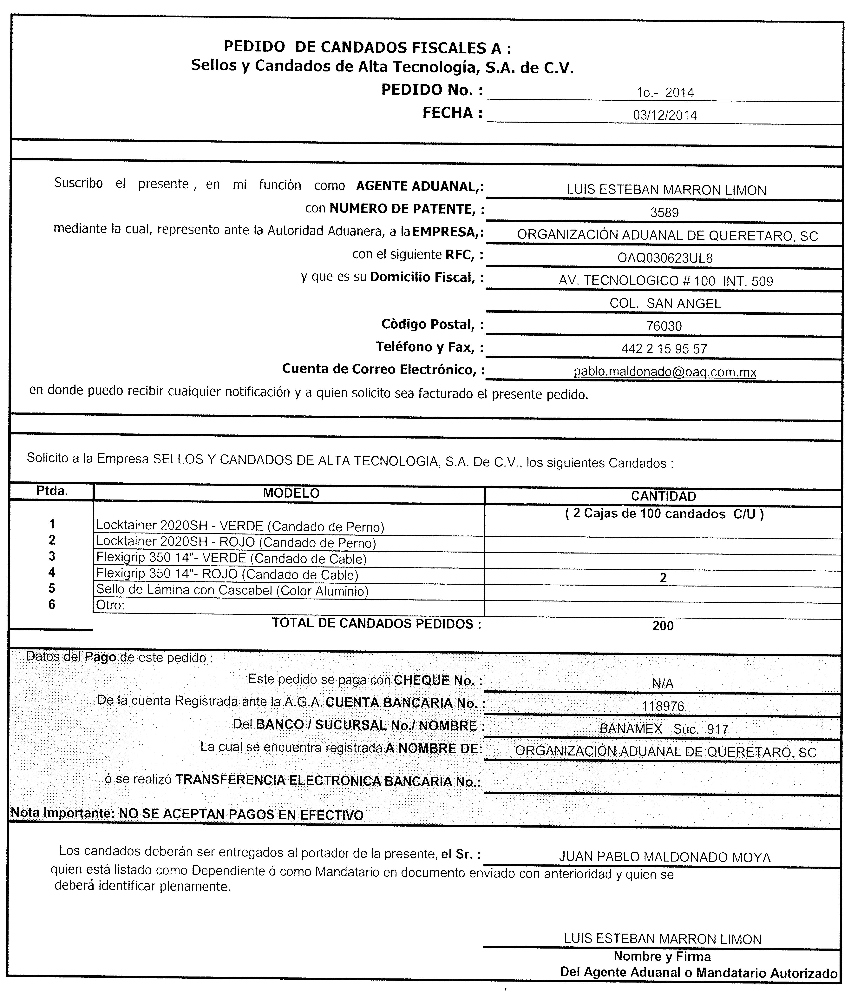 PEDIDO DE CANDADOS FISCALES A :
Sellos y Candados de Alta Tecnología, S.A. de C.V.
PEDIDO No. : 1o.- 2014
FECHA : 03/12/2014
Suscribo el presente , en mi funciòn como AGENTE ADUANAL,: LUIS ESTEBAN MARRON LIMON
con NUMERO DE PATENTE, : 3589
mediante la cual, represento ante la Autoridad Aduanera, a la EMPRESA,: ORGANIZACIÓN ADUANAL DE QUERETARO, SC
con el siguiente RFC, : OAQ030623UL8
y que es su Domicilio Fiscal, : AV. TECNOLOGICO # 100 INT. 509
COL. SAN ANGEL
Còdigo Postal, : 76030
Teléfono y Fax, : 442 2 15 95 57
Cuenta de Correo Electrónico, : pablo.maldonado@oaq.com.mx
en donde puedo recibir cualquier notificación y a quien solicito sea facturado el presente pedido.
Solicito a la Empresa SELLOS Y CANDADOS DE ALTA TECNOLOGIA, S.A. De C.V., los siguientes Candados :
Ptda. MODELO CANTIDAD
( 2 Cajas de 100 candados C/U )
1 Locktainer 2020SH - VERDE (Candado de Perno)
2 Locktainer 2020SH - ROJO (Candado de Perno)
3 Flexigrip 350 14"- VERDE (Candado de Cable)
4 Flexigrip 350 14"- ROJO (Candado de Cable) 2
5 Sello de Lámina con Cascabel (Color Aluminio)
6 Otro:
TOTAL DE CANDADOS PEDIDOS : 200
Datos del Pago de este pedido :
Este pedido se paga con CHEQUE No. : N/A
De la cuenta Registrada ante la A.G.A. CUENTA BANCARIA No. : 118976
Del BANCO / SUCURSAL No./ NOMBRE : BANAMEX Suc. 917
La cual se encuentra registrada A NOMBRE DE: ORGANIZACIÓN ADUANAL DE QUERETARO, SC
ó se realizó TRANSFERENCIA ELECTRONICA BANCARIA No.:
Nota Importante: NO SE ACEPTAN PAGOS EN EFECTIVO
Los candados deberán ser entregados al portador de la presente, el Sr. : JUAN PABLO MALDONADO MOYA
quien está listado como Dependiente ó como Mandatario en documento enviado con anterioridad y quien se
deberá identificar plenamente.
LUIS ESTEBAN MARRON LIMON
Nombre y Firma
Del Agente Aduanal o Mandatario Autorizado